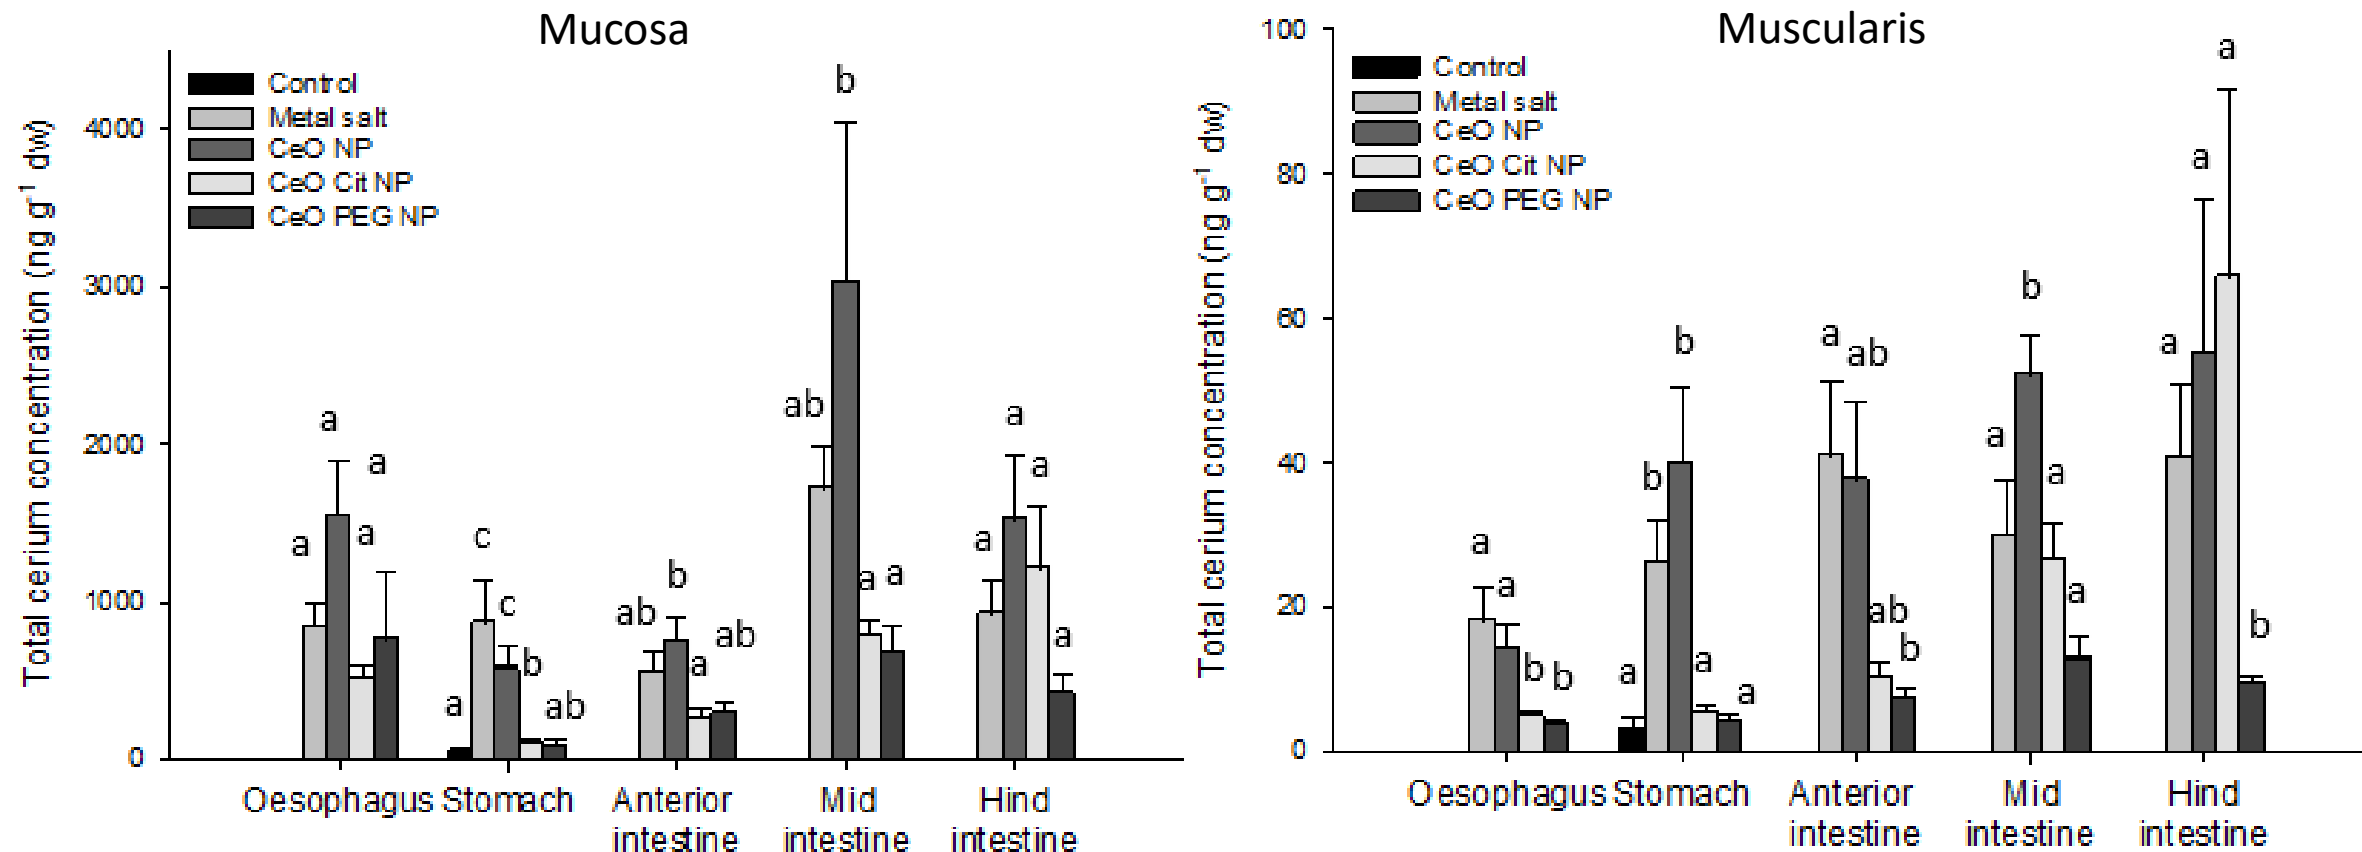 Mucosa
Total cerium concentration (ng g⁻¹ dw)
4000
3000
2000
1000
0
Control
Metal salt
CeO NP
CeO Cit NP
CeO PEG NP
a
a
a
a
a
c
c
b
ab
ab
b
a
ab
ab
b
a
a
a
a
a
a
Oesophagus Stomach Anterior Mid Hind
intestine intestine intestine
Muscularis
Total cerium concentration (ng g⁻¹ dw)
100
80
60
40
20
0
Control
Metal salt
CeO NP
CeO Cit NP
CeO PEG NP
a
a
b
b
a
b
b
a
a
a
ab
ab
b
a
b
a
a
a
a
a
b
Oesophagus Stomach Anterior Mid Hind
intestine intestine intestine